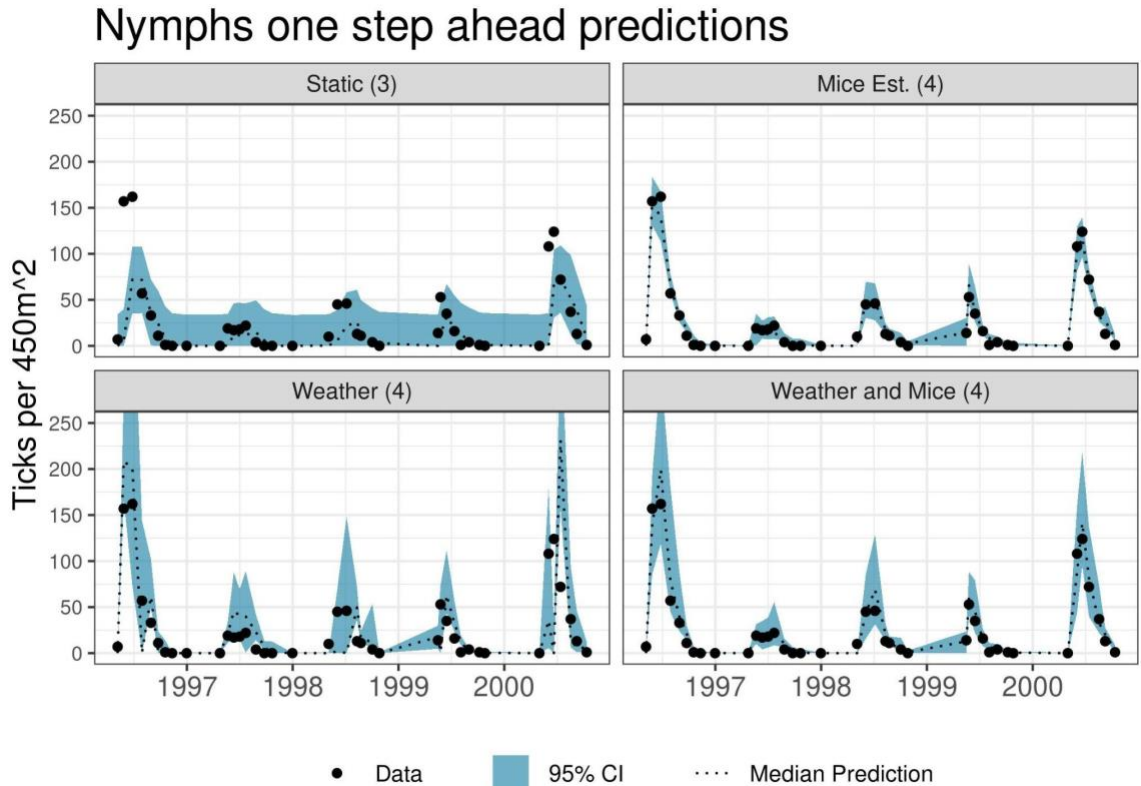 Nymphs one step ahead predictions
Static (3)
Mice Est. (4)
250
200
150
100
50
0
Weather (4)
Weather and Mice (4)
250
200
150
100
50
0
Ticks per 450m^2
1997 1998 1999 2000
1997 1998 1999 2000
Data 95% CI Median Prediction